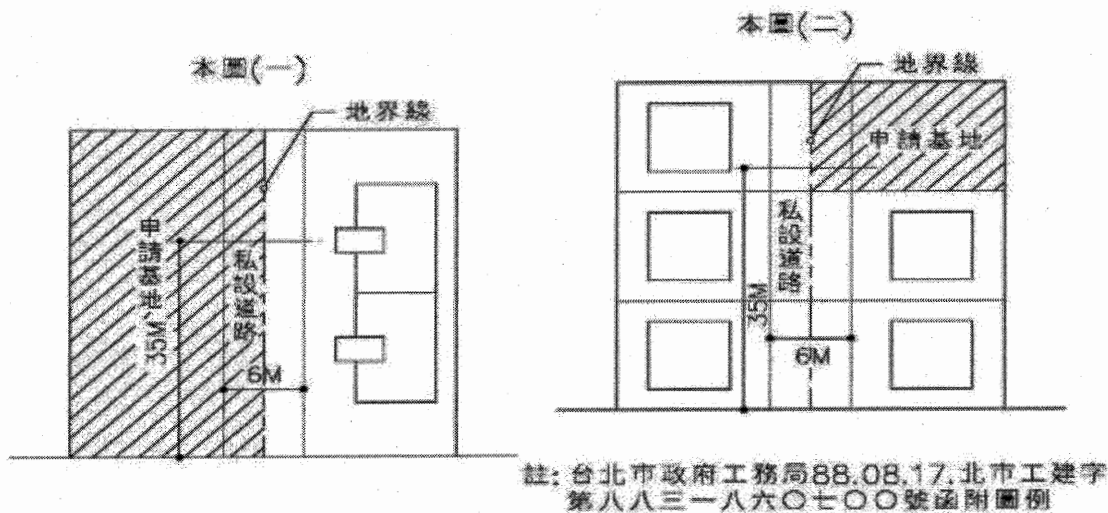 本圖(一)
地界線
申請基地
35M
私設道路
6M
本圖(二)
地界線
申請基地
私設道路
35M
6M
註: 台北市政府工務局88.08.17.北市工建字
第八八三一八六〇七〇〇號函附圖例